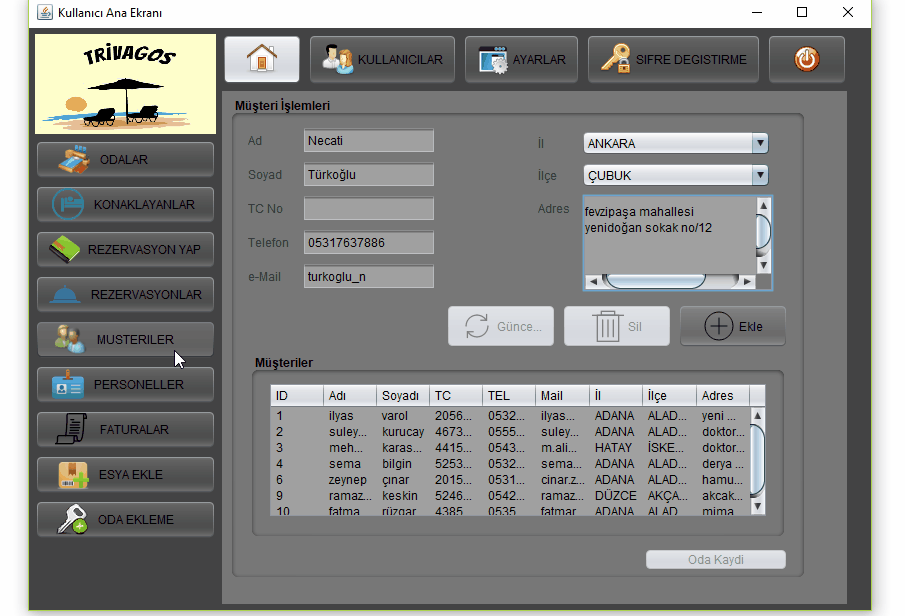 Kullanıcı Ana Ekranı
TRİVAGOS
KULLANICILAR
AYARLAR
SIFRE DEGISTIRME
ODALAR
KONAKLAYANLAR
REZERVASYON YAP
REZERVASYONLAR
MUSTERILER
PERSONELLER
FATURALAR
ESYA EKLE
ODA EKLEME
Müşteri İşlemleri
Ad Necati
Soyad Türkoğlu
TC No
Telefon 05317637886
e-Mail turkoglu_n
İl ANKARA
İlçe ÇUBUK
Adres fevzipaşa mahallesi
yenidoğan sokak no/12
Günce... Sil Ekle
Müşteriler
ID Adı Soyadı TC TEL Mail İl İlçe Adres
1 ilyas varol 2056... 0532... ilyas... ADANA ALAD... yeni ...
2 suley... kurucay 4673... 0555... suley... ADANA ALAD... doktor...
3 meh... karas... 4415... 0543... m.ali... HATAY İSKE... doktor...
4 sema bilgin 5253... 0532... sema... ADANA ALAD... derya ...
6 zeynep çınar 2015... 0531... cinar.z... ADANA ALAD... hamu...
9 ramaz... keskin 5246... 0542... ramaz... DÜZCE AKÇA... akcak...
10 fatma rüzgar 4385 0535 fatmar ADANA ALAD mima
Oda Kaydi